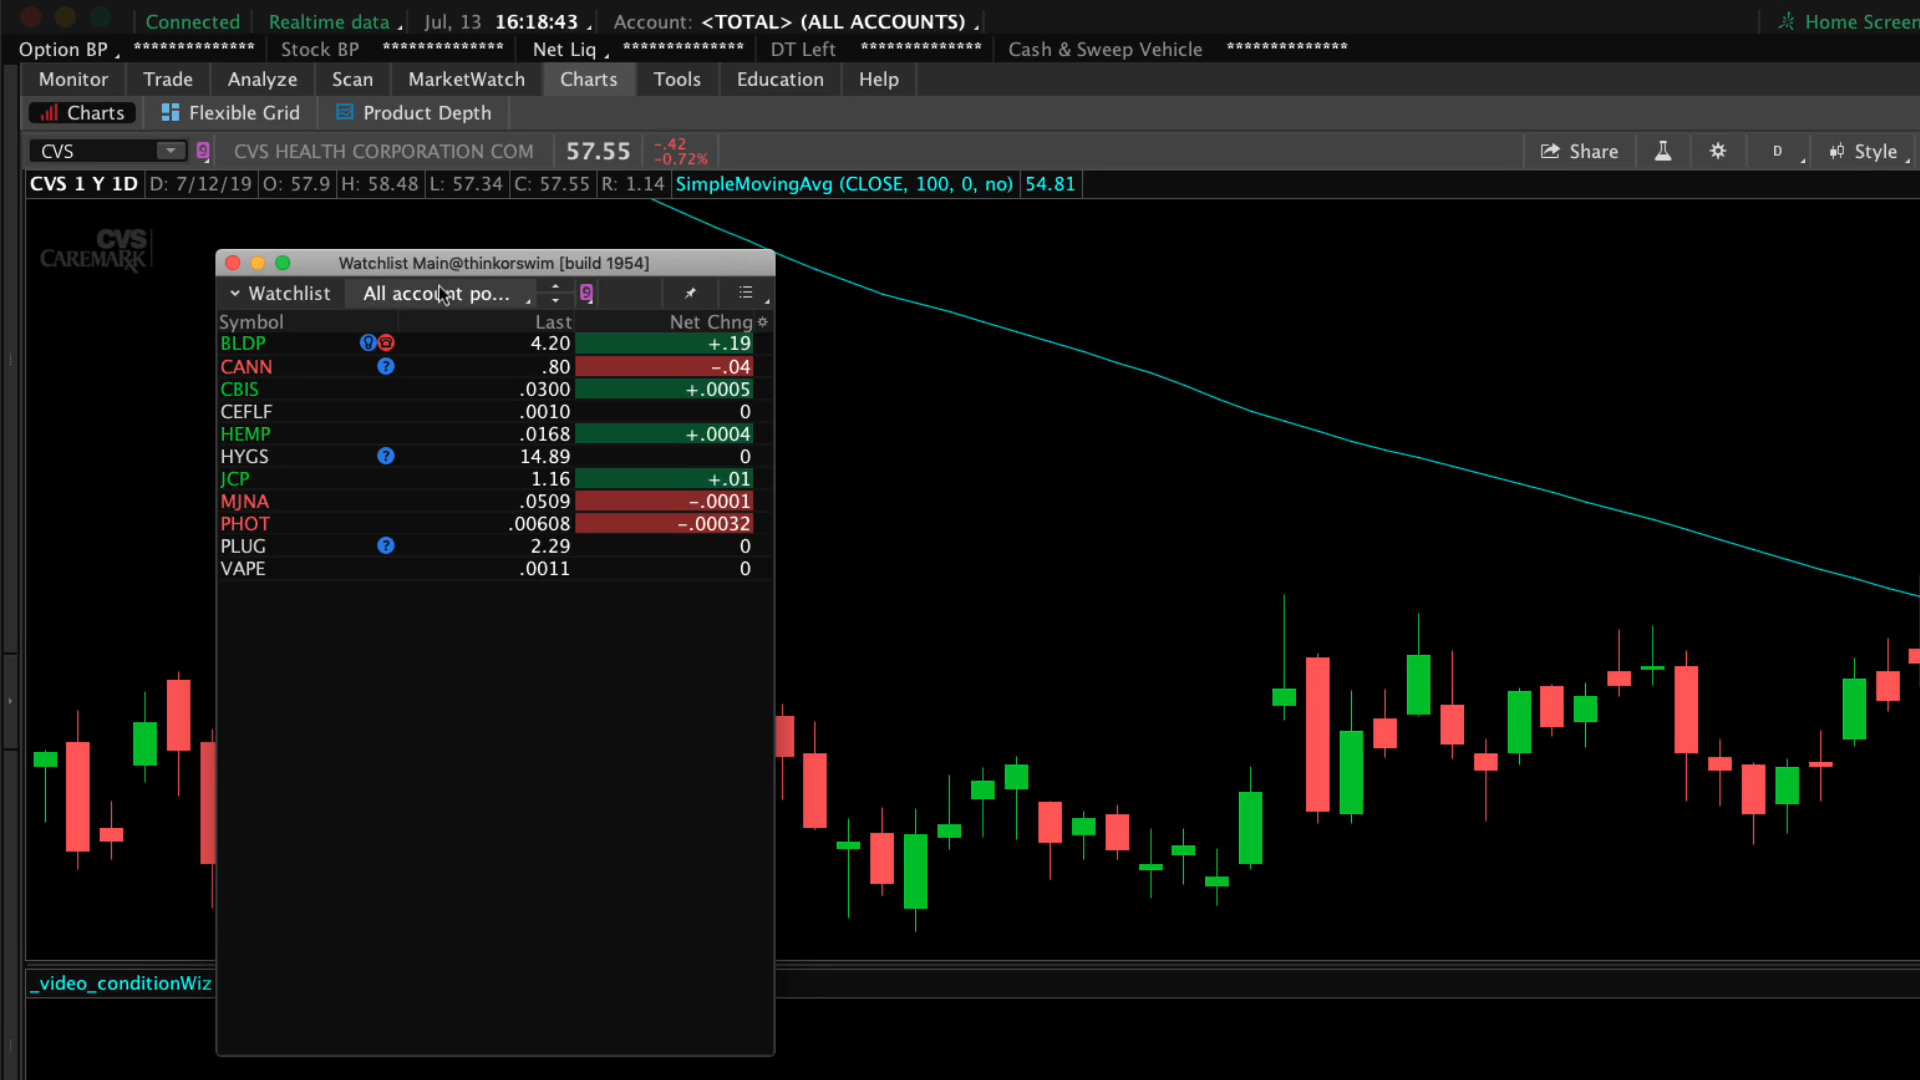 Connected Realtime data Jul, 13 16:18:43 Account: <TOTAL> (ALL ACCOUNTS) Home Screen
Option BP ************* Stock BP ************* Net Liq ************* DT Left ************* Cash & Sweep Vehicle *************
Monitor Trade Analyze Scan MarketWatch Charts Tools Education Help
Charts Flexible Grid Product Depth
CVS 9 CVS HEALTH CORPORATION COM 57.55 -.42 -0.72% Share D Style
CVS 1 Y 1D D: 7/12/19 O: 57.9 H: 58.48 L: 57.34 C: 57.55 R: 1.14 SimpleMovingAvg (CLOSE, 100, 0, no) 54.81
CVS
CAREMARK
Watchlist Main@thinkorswim [build 1954]
Watchlist All account po... 9
Symbol Last Net Chng
BLDP 4.20 +.19
CANN ? .80 -.04
CBIS .0300 +.0005
CEFLF .0010 0
HEMP .0168 +.0004
HYGS ? 14.89 0
JCP 1.16 +.01
MJNA .0509 -.0001
PHOT .00608 -.00032
PLUG ? 2.29 0
VAPE .0011 0
_video_conditionWiz